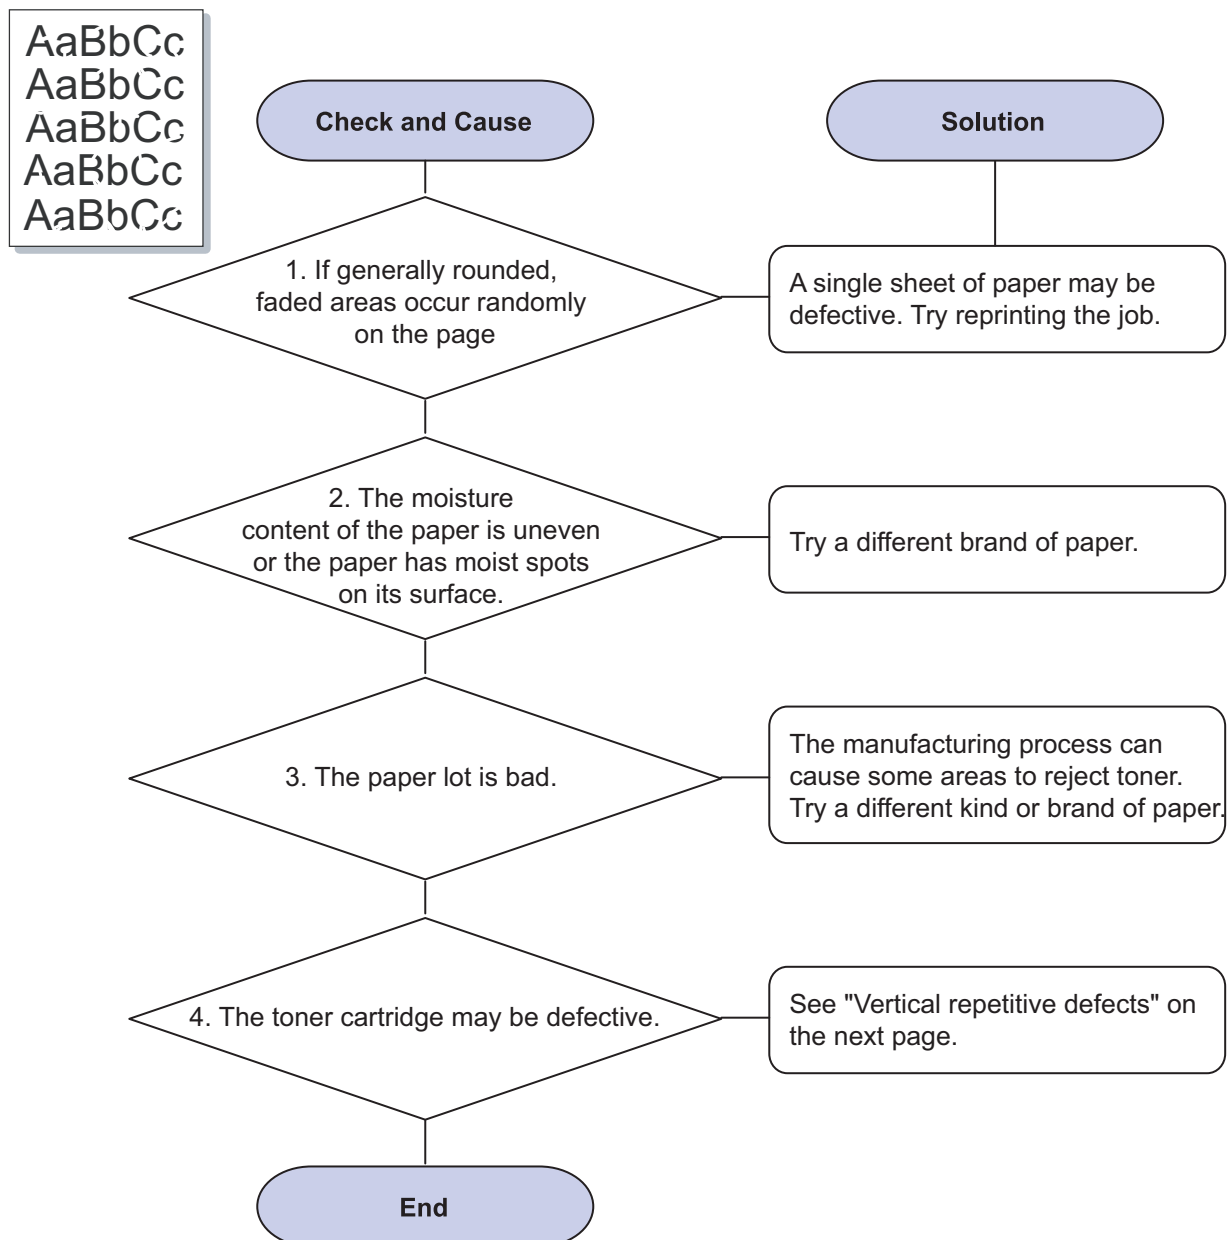 AaBbCc
AaBbCc
AaBbCc
AaBbCc
AaBbCc
Check and Cause
Solution
1. If generally rounded,
faded areas occur randomly
on the page
A single sheet of paper may be
defective. Try reprinting the job.
2. The moisture
content of the paper is uneven
or the paper has moist spots
on its surface.
Try a different brand of paper.
3. The paper lot is bad.
The manufacturing process can
cause some areas to reject toner.
Try a different kind or brand of paper.
4. The toner cartridge may be defective.
See "Vertical repetitive defects" on
the next page.
End